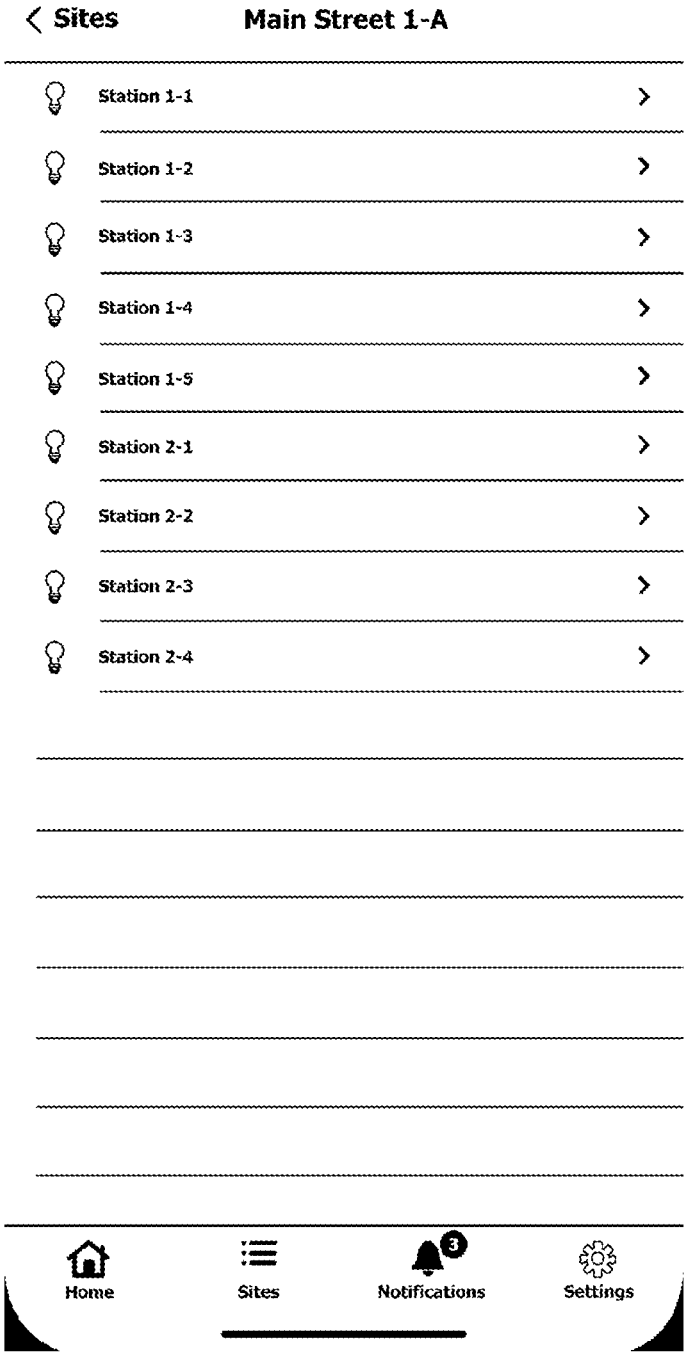 Sites Main Street 1-A
Station 1-1
Station 1-2
Station 1-3
Station 1-4
Station 1-5
Station 2-1
Station 2-2
Station 2-3
Station 2-4
3
Home Sites Notifications Settings